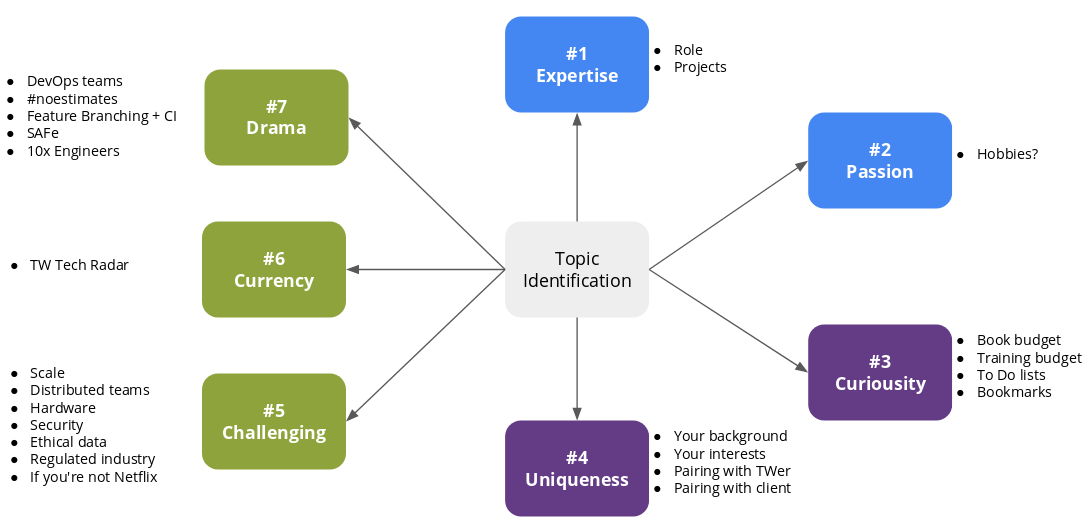 #1
Expertise
● Role
● Projects
#2
Passion
● Hobbies?
#3
Curiousity
● Book budget
● Training budget
● To Do lists
● Bookmarks
#4
Uniqueness
● Your background
● Your interests
● Pairing with TWer
● Pairing with client
#5
Challenging
● Scale
● Distributed teams
● Hardware
● Security
● Ethical data
● Regulated industry
● If you're not Netflix
#6
Currency
● TW Tech Radar
#7
Drama
● DevOps teams
● #noestimates
● Feature Branching + CI
● SAFe
● 10x Engineers
Topic
Identification